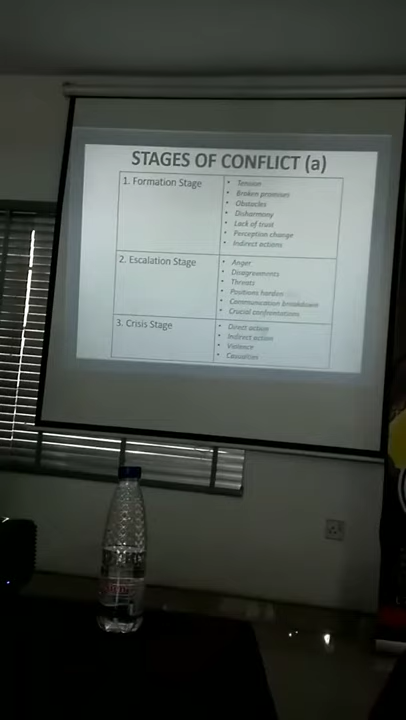 STAGES OF CONFLICT (a)
1. Formation Stage
• Tension
• Broken promises
• Obstacles
• Disharmony
• Lack of trust
• Perception change
• Indirect actions
2. Escalation Stage
• Anger
• Disagreements
• Threats
• Positions harden
• Communication breakdown
• Crucial confrontations
3. Crisis Stage
• Direct action
• Indirect action
• Violence
• Casualties